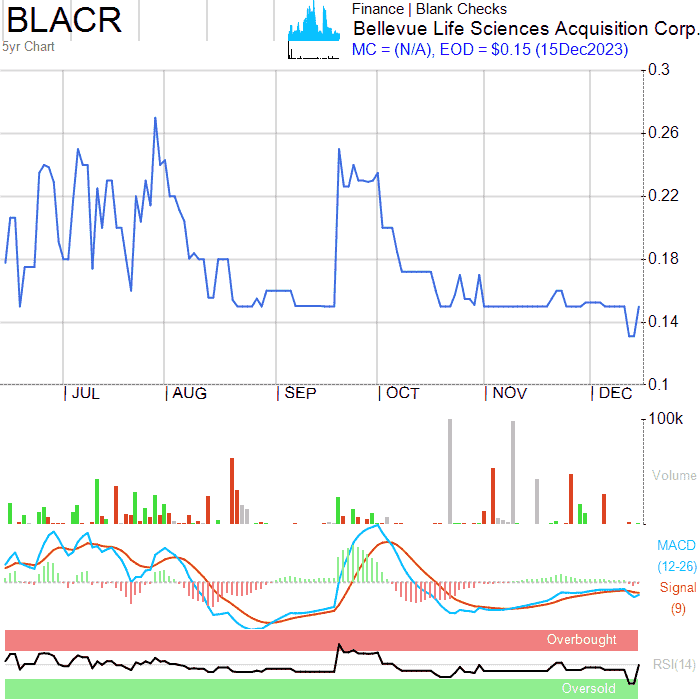 BLACR
5yr Chart
Finance | Blank Checks
Bellevue Life Sciences Acquisition Corp.
MC = (N/A), EOD = $0.15 (15Dec2023)
0.3
0.26
0.22
0.18
0.14
0.1
JUL AUG SEP OCT NOV DEC
100k
Volume
MACD
(12-26)
Signal
(9)
Overbought
RSI(14)
Oversold